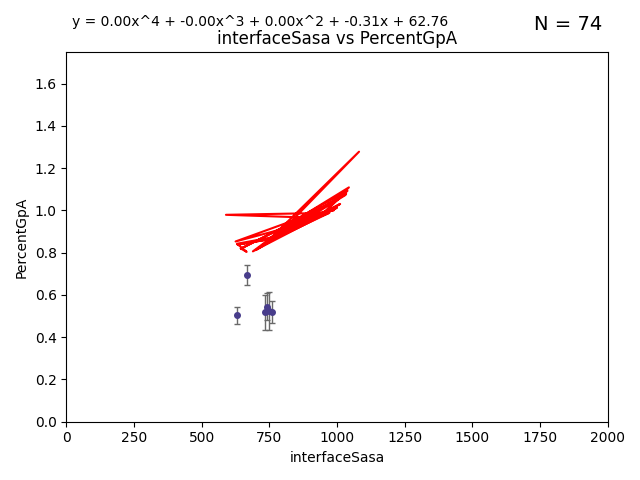 y = 0.00x^4 + -0.00x^3 + 0.00x^2 + -0.31x + 62.76
N = 74
interfaceSasa vs PercentGpA
PercentGpA
1.6
1.4
1.2
1.0
0.8
0.6
0.4
0.2
0.0
0 250 500 750 1000 1250 1500 1750 2000
interfaceSasa